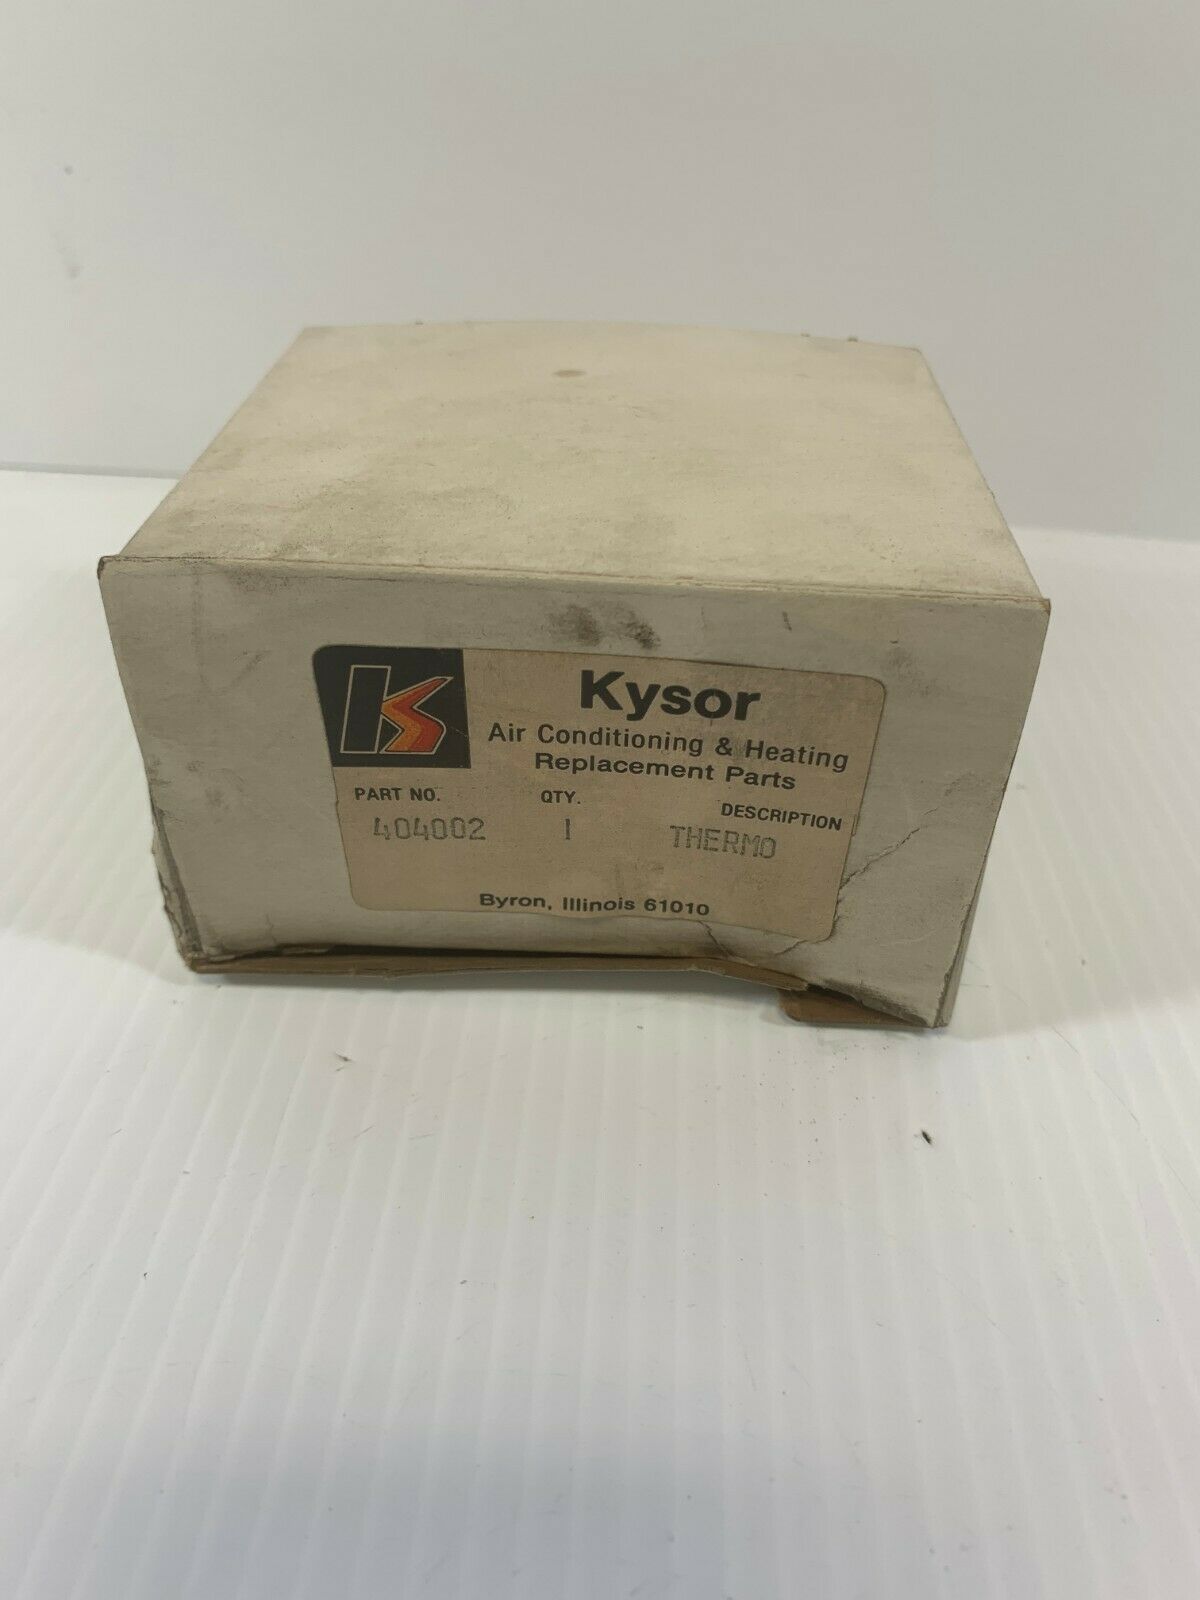 Kysor
Air Conditioning & Heating
Replacement Parts
PART NO. QTY. DESCRIPTION
404002 1 THERMO
Byron, Illinois 61010